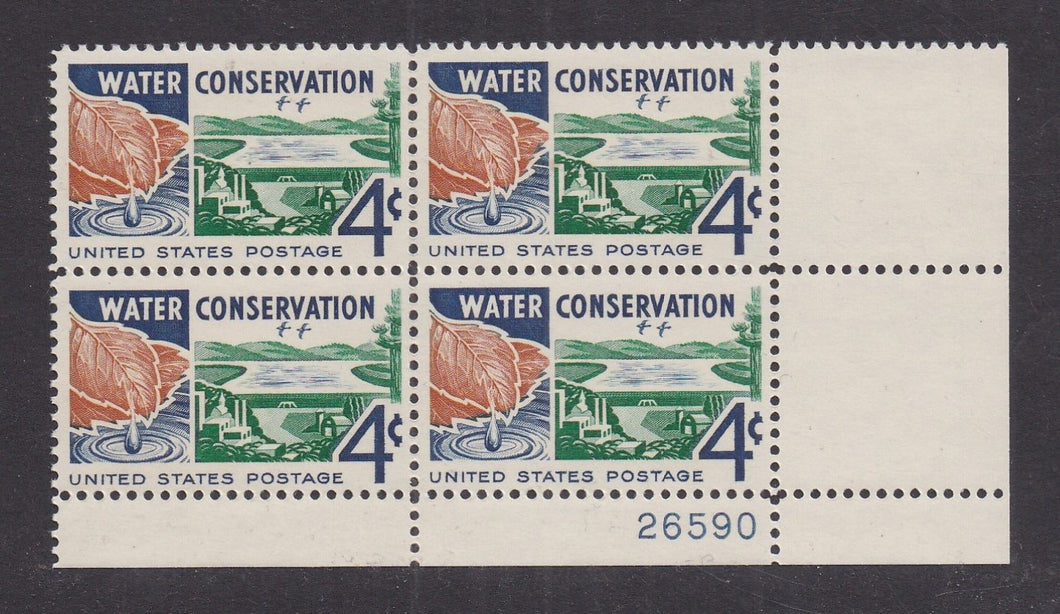 WATER CONSERVATION
4¢
UNITED STATES POSTAGE
WATER CONSERVATION
4¢
UNITED STATES POSTAGE
WATER CONSERVATION
4¢
UNITED STATES POSTAGE
WATER CONSERVATION
4¢
UNITED STATES POSTAGE
26590